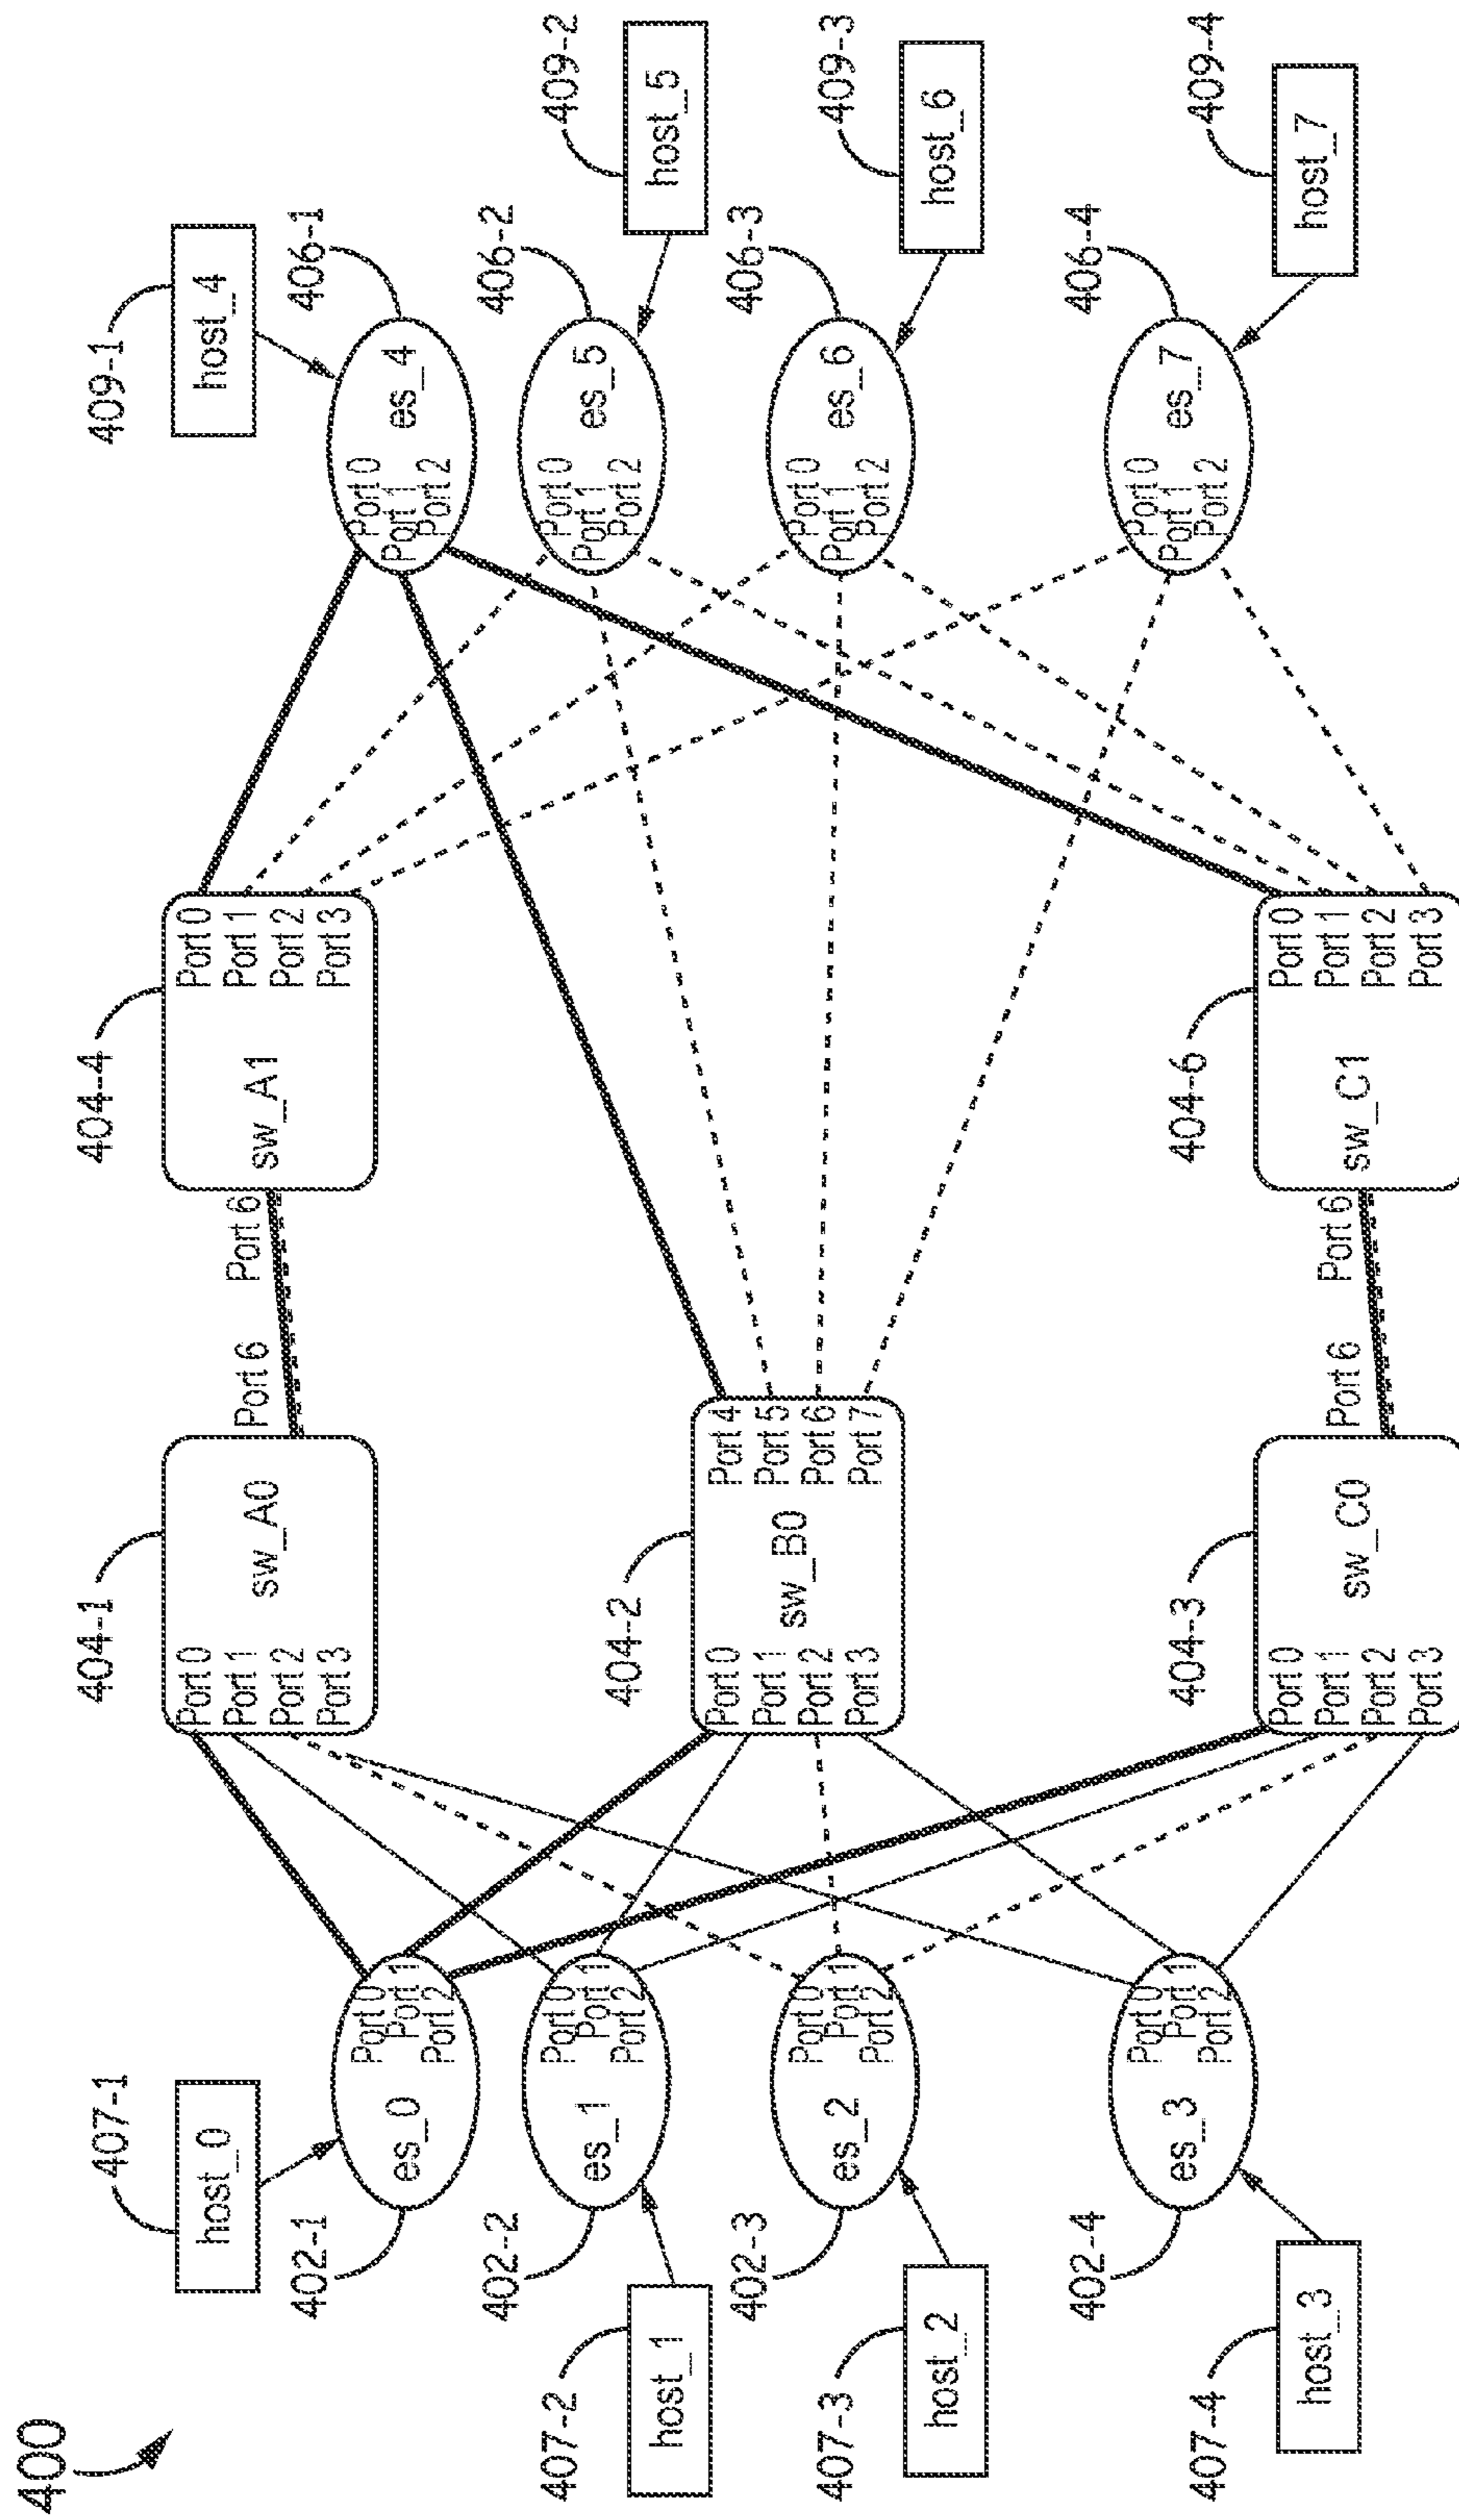 400
407-1
host_0
402-1
es_0
Port 0
Port 1
Port 2
407-2
host_1
402-2
es_1
Port 0
Port 1
Port 2
407-3
host_2
402-3
es_2
Port 0
Port 1
Port 2
407-4
host_3
402-4
es_3
Port 0
Port 1
Port 2
404-1
Port 0
Port 1
Port 2
Port 3
sw_A0
Port 6
404-2
Port 0
Port 1
Port 2
Port 3
sw_B0
Port 4
Port 5
Port 6
Port 7
404-3
Port 0
Port 1
Port 2
Port 3
sw_C0
Port 6
404-4
Port 6
sw_A1
Port 0
Port 1
Port 2
Port 3
404-6
Port 6
sw_C1
Port 0
Port 1
Port 2
Port 3
409-1
host_4
406-1
Port 0
Port 1
Port 2
es_4
409-2
host_5
406-2
Port 0
Port 1
Port 2
es_5
409-3
host_6
406-3
Port 0
Port 1
Port 2
es_6
409-4
host_7
406-4
Port 0
Port 1
Port 2
es_7